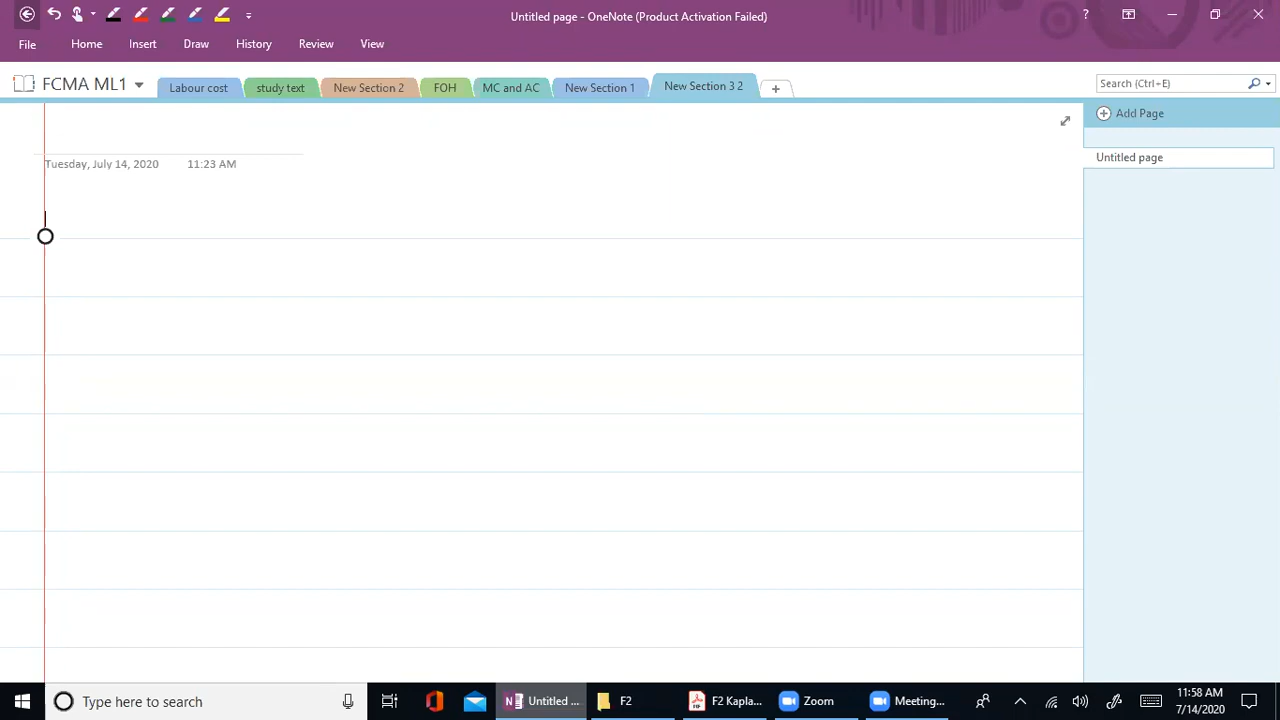 Untitled page - OneNote (Product Activation Failed)
?
File Home Insert Draw History Review View
FCMA ML1 Labour cost study text New Section 2 FOH MC and AC New Section 1 New Section 3 2 + Search (Ctrl+E)
Add Page
Tuesday, July 14, 2020 11:23 AM
Untitled page
Type here to search Untitled ... F2 F2 Kapla... Zoom Meeting... 11:58 AM
7/14/2020